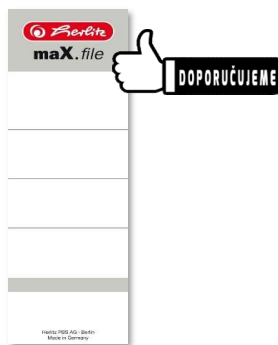 Herlitz
maX.file
DOPORUČUJEME
Herlitz PBS AG - Berlin
Made in Germany